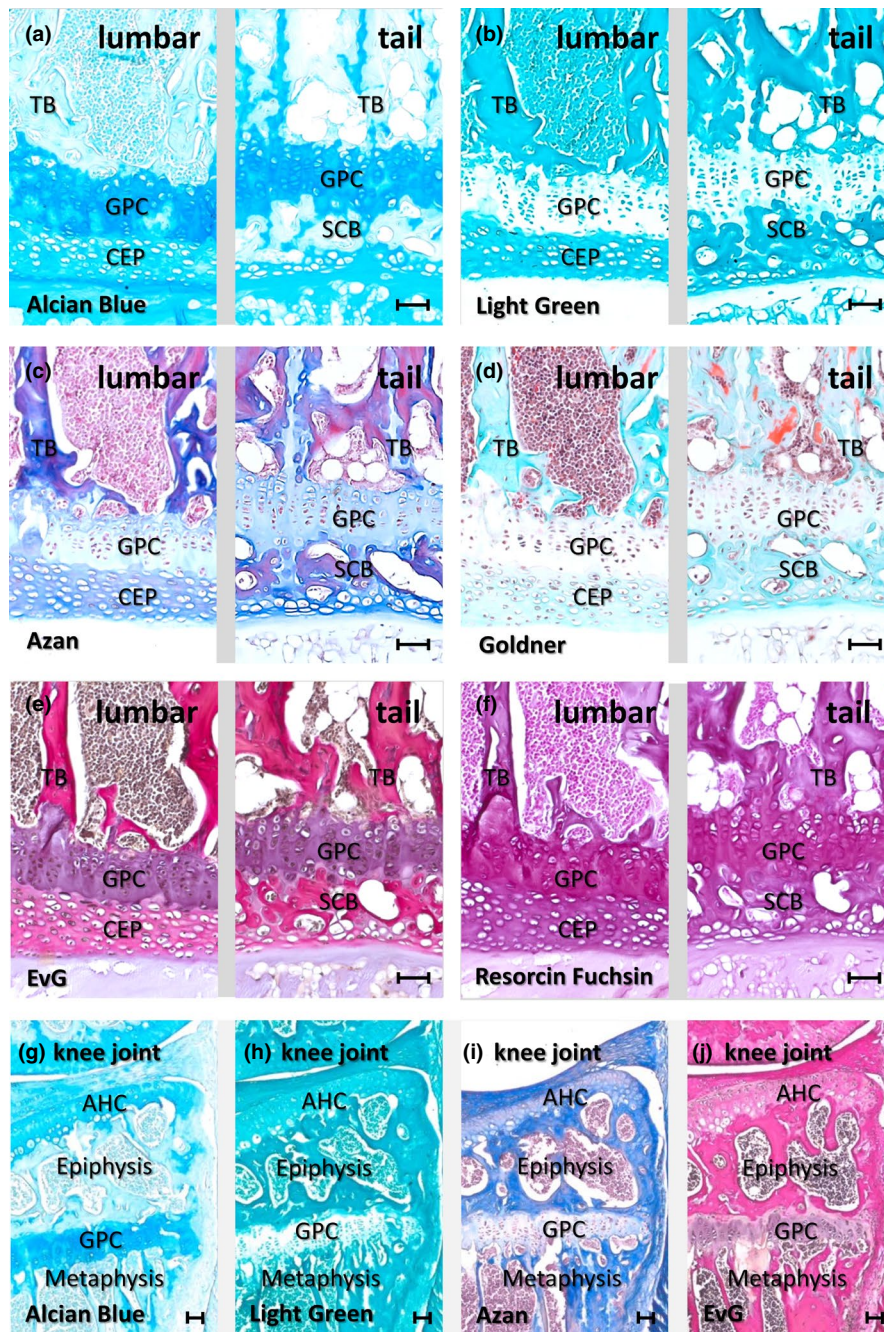 (a) lumbar tail
TB TB
GPC GPC
SCB
CEP
Alcian Blue
(b) lumbar tail
TB TB
GPC GPC
SCB
CEP
Light Green
(c) lumbar tail
TB TB
GPC GPC
SCB
CEP
Azan
(d) lumbar tail
TB TB
GPC GPC
SCB
CEP
Goldner
(e) lumbar tail
TB TB
GPC GPC
SCB
CEP
EvG
(f) lumbar tail
TB TB
GPC GPC
SCB
CEP
Resorcin Fuchsin
(g) knee joint
AHC
Epiphysis
GPC
Metaphysis
Alcian Blue
(h) knee joint
AHC
Epiphysis
GPC
Metaphysis
Light Green
(i) knee joint
AHC
Epiphysis
GPC
Metaphysis
Azan
(j) knee joint
AHC
Epiphysis
GPC
Metaphysis
EvG